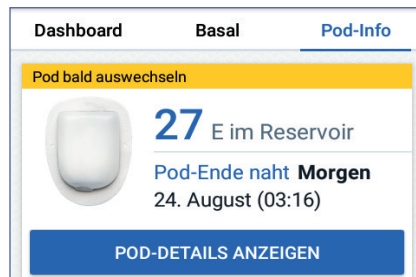 Dashboard Basal Pod-Info
Pod bald auswechseln
27 E im Reservoir
Pod-Ende naht Morgen
24. August (03:16)
POD-DETAILS ANZEIGEN